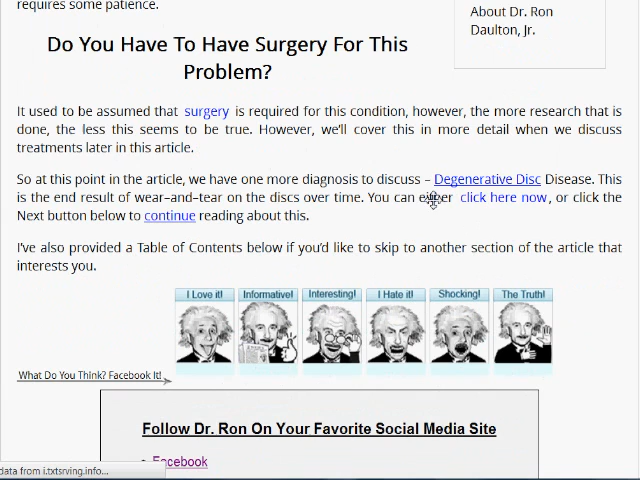 requires some patience.
About Dr. Ron
Daulton, Jr.
Do You Have To Have Surgery For This
Problem?
It used to be assumed that surgery is required for this condition, however, the more research that is
done, the less this seems to be true. However, we'll cover this in more detail when we discuss
treatments later in this article.
So at this point in the article, we have one more diagnosis to discuss – Degenerative Disc Disease. This
is the end result of wear–and–tear on the discs over time. You can either click here now, or click the
Next button below to continue reading about this.
I've also provided a Table of Contents below if you'd like to skip to another section of the article that
interests you.
I Love it! Informative! Interesting! I Hate it! Shocking! The Truth!
What Do You Think? Facebook It!
Follow Dr. Ron On Your Favorite Social Media Site
Facebook
data from i.txtsrving.info...